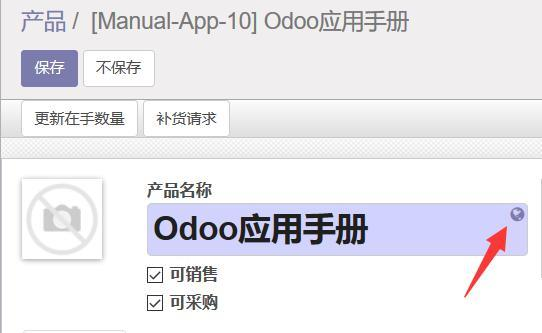 产品 / [Manual-App-10] Odoo应用手册
保存 不保存
更新在手数量 补货请求
产品名称
Odoo应用手册
可销售
可采购